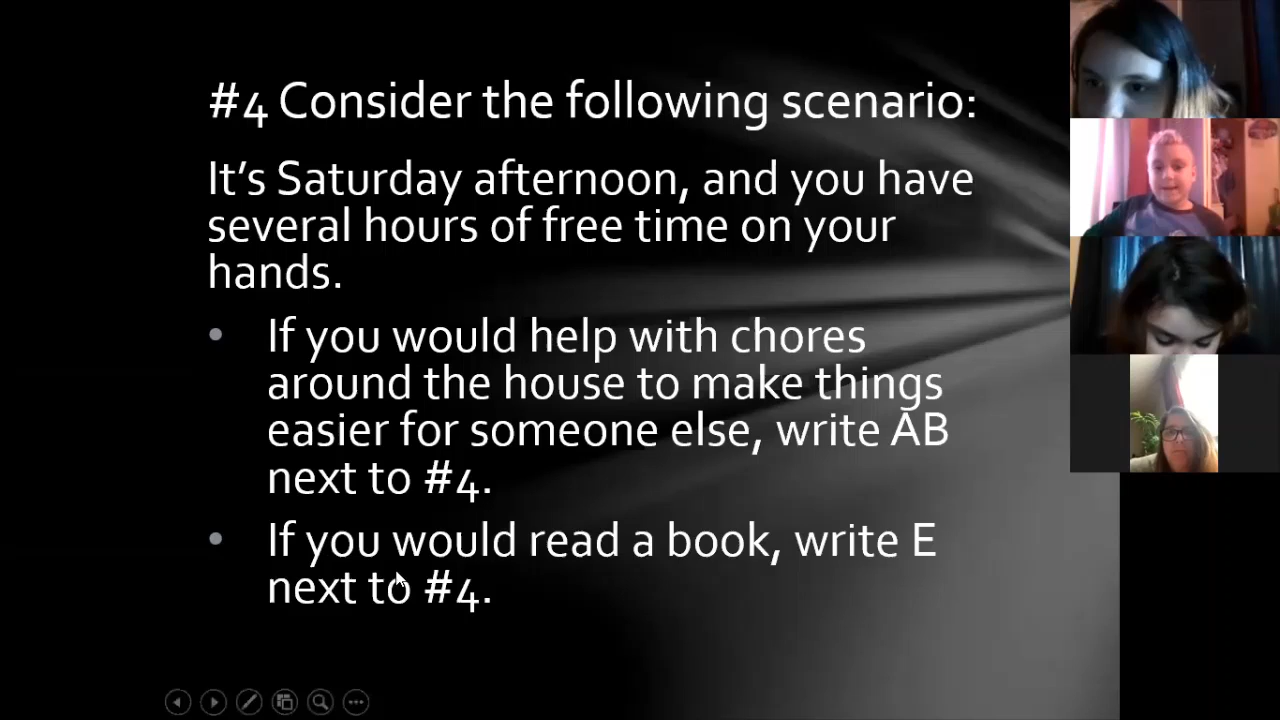 #4 Consider the following scenario:
It’s Saturday afternoon, and you have
several hours of free time on your
hands.
• If you would help with chores
around the house to make things
easier for someone else, write AB
next to #4.
• If you would read a book, write E
next to #4.